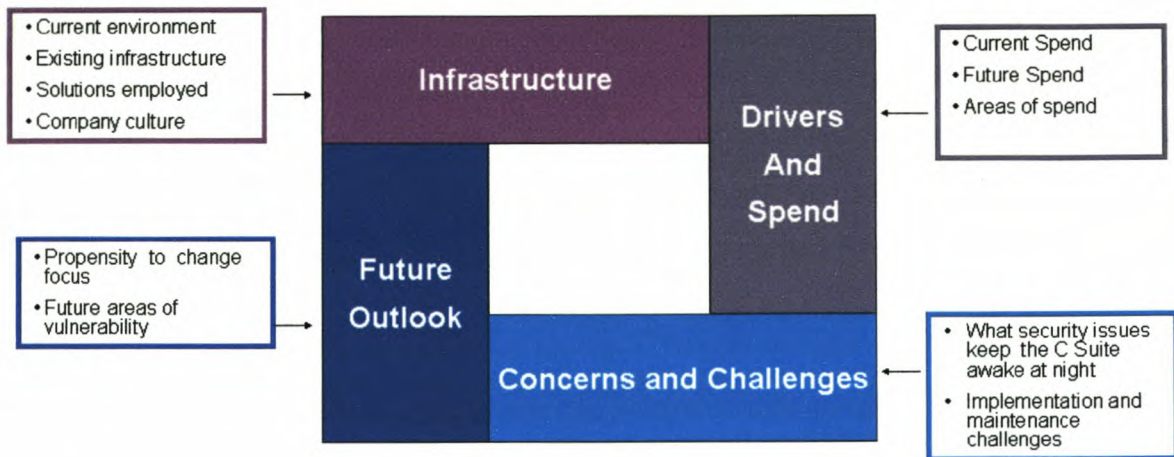 • Current environment
• Existing infrastructure
• Solutions employed
• Company culture
Infrastructure
Drivers
And
Spend
• Current Spend
• Future Spend
• Areas of spend
• Propensity to change
focus
• Future areas of
vulnerability
Future
Outlook
Concerns and Challenges
• What security issues
keep the C Suite
awake at night
• Implementation and
maintenance
challenges